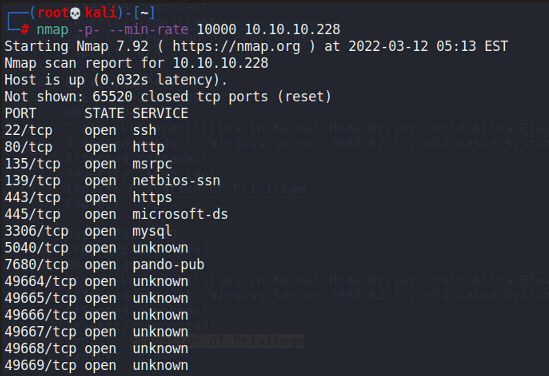 ┌──(root💀kali)-[~]
└─# nmap -p- --min-rate 10000 10.10.10.228
Starting Nmap 7.92 ( https://nmap.org ) at 2022-03-12 05:13 EST
Nmap scan report for 10.10.10.228
Host is up (0.032s latency).
Not shown: 65520 closed tcp ports (reset)
PORT      STATE SERVICE
22/tcp    open  ssh
80/tcp    open  http
135/tcp   open  msrpc
139/tcp   open  netbios-ssn
443/tcp   open  https
445/tcp   open  microsoft-ds
3306/tcp  open  mysql
5040/tcp  open  unknown
7680/tcp  open  pando-pub
49664/tcp open  unknown
49665/tcp open  unknown
49666/tcp open  unknown
49667/tcp open  unknown
49668/tcp open  unknown
49669/tcp open  unknown